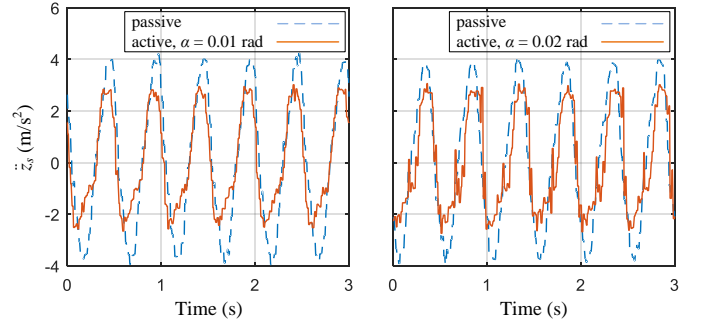 passive
active, α = 0.01 rad
passive
active, α = 0.02 rad
6
4
2
0
-2
-4
z̈s (m/s²)
0 1 2 3
0 1 2 3
Time (s)
Time (s)